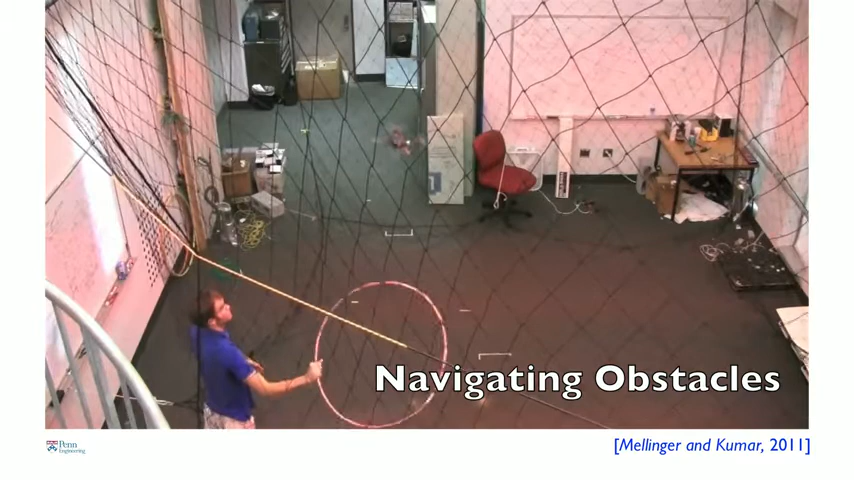 Navigating Obstacles
Penn
Engineering
[Mellinger and Kumar, 2011]